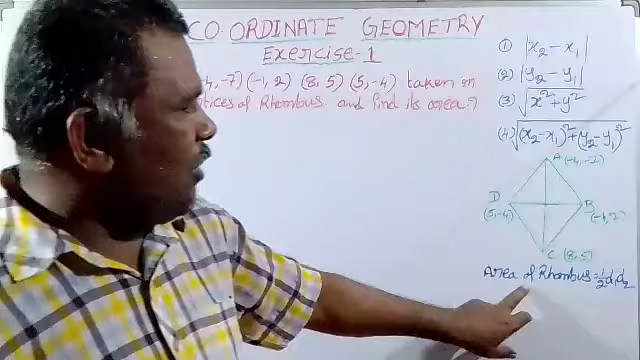 CO ORDINATE GEOMETRY
Exercise-1
4,-7) (-1, 2) (8, 5) (5, -4) taken in
tices of Rhombus and find its area?
① |x₂ - x₁|
(2) |y₂ - y₁|
(3) √x²+y²
(4) √(x₂-x₁)²+(y₂-y₁)²
A (-4, -7)
D
(5,-4)
B
(-1, 2)
C (8, 5)
Area of Rhombus = 1/2 d₁d₂